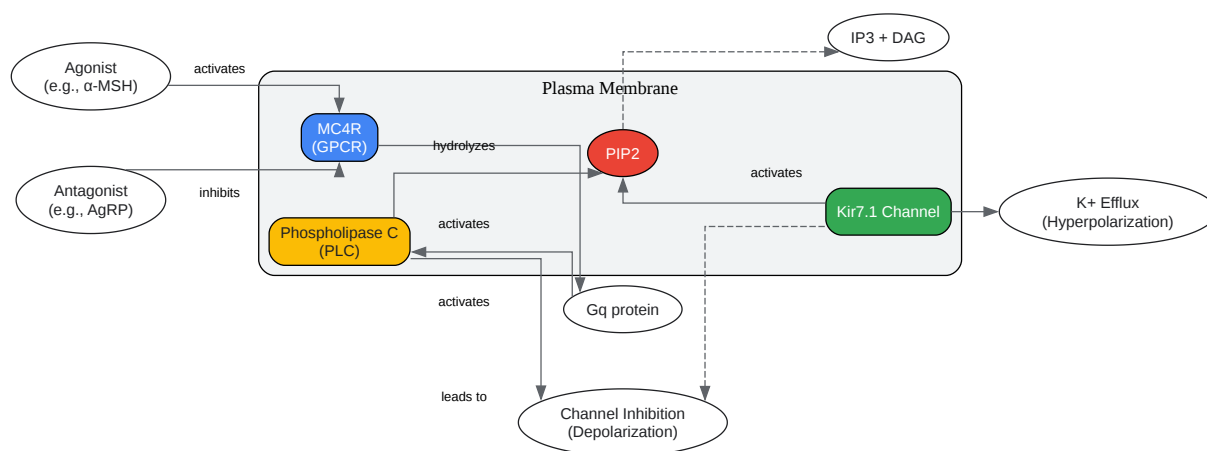 IP3 + DAG
Agonist
(e.g., α-MSH)
activates
Plasma Membrane
MC4R
(GPCR)
hydrolyzes
PIP2
Antagonist
(e.g., AgRP)
inhibits
activates
Kir7.1 Channel
K+ Efflux
(Hyperpolarization)
Phospholipase C
(PLC)
activates
activates
Gq protein
leads to
Channel Inhibition
(Depolarization)